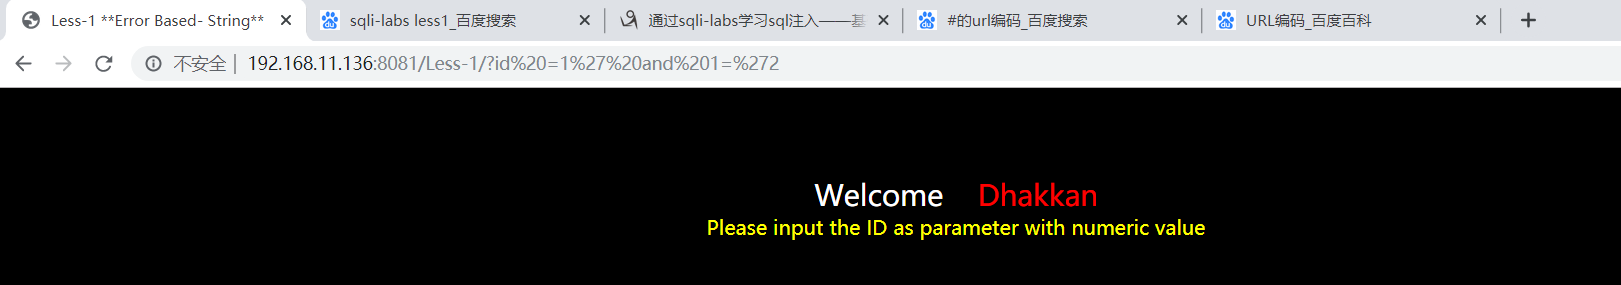 Less-1 **Error Based- String** sqli-labs less1_百度搜索 通过sqli-labs学习sql注入——基 #的url编码_百度搜索 URL编码_百度百科
不安全 | 192.168.11.136:8081/Less-1/?id%20=1%27%20and%201=%272
Welcome Dhakkan
Please input the ID as parameter with numeric value